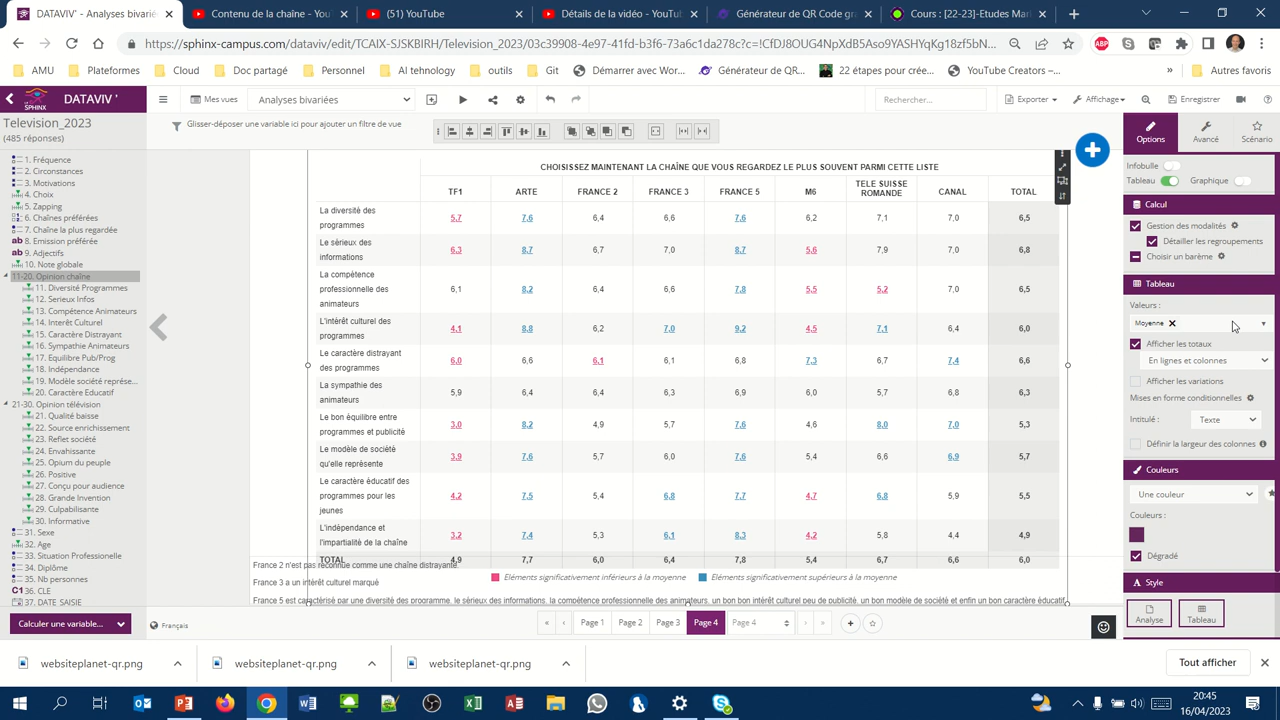 DATAVIV' - Analyses bivariées
Contenu de la chaîne - You
(51) YouTube
Détails de la vidéo - YouTube
Générateur de QR Code gra
Cours : [22-23]-Etudes Mar
AMU
Plateformes
Cloud
Doc partagé
Personnel
AI tehnology
outils
Git
Démarrer avec Wor...
Générateur de QR...
22 étapes pour crée...
YouTube Creators –...
»
Autres favoris
LE SPHINX
DATAVIV '
Mes vues
Analyses bivariées
Rechercher...
Exporter
Affichage
Enregistrer
Television_2023
(485 réponses)
Glisser-déposer une variable ici pour ajouter un filtre de vue
1. Fréquence
2. Circonstances
3. Motivations
4. Choix
5. Zapping
6. Chaînes préférées
7. Chaîne la plus regardée
ab 8. Emission préférée
ab 9. Adjectifs
10. Note globale
11-20. Opinion chaîne
11. Diversité Programmes
12. Serieux Infos
13. Compétence Animateurs
14. Interêt Culturel
15. Caractère Distrayant
16. Sympathie Animateurs
17. Equilibre Pub/Prog
18. Indépendance
19. Modèle société représe...
20. Caractere Educatif
21-30. Opinion télévision
21. Qualité baisse
22. Source enrichissement
23. Reflet société
24. Envahissante
25. Opium du peuple
26. Positive
27. Conçu pour audience
28. Grande Invention
29. Culpabilisante
30. Informative
31. Sexe
32. Age
33. Situation Professionelle
34. Diplôme
35. Nb personnes
C1 36. CLE
37. DATE_SAISIE
Calculer une variable...
Français
CHOISISSEZ MAINTENANT LA CHAÎNE QUE VOUS REGARDEZ LE PLUS SOUVENT PARMI CETTE LISTE
TF1 ARTE FRANCE 2 FRANCE 3 FRANCE 5 M6 TELE SUISSE ROMANDE CANAL TOTAL
La diversité des programmes 5,7 7,6 6,4 6,6 7,6 6,2 7,1 7,0 6,5
Le sérieux des informations 6,3 8,7 6,7 7,0 8,7 5,6 7,9 7,0 6,8
La compétence professionnelle des animateurs 6,1 8,2 7,8 5,5 5,2 7,0 6,5
L'intérêt culturel des programmes 4,1 8,8 6,2 7,0 9,2 4,5 7,1 6,4 6,0
Le caractère distrayant des programmes 6,0 6,6 6,1 6,1 6,8 7,3 6,7 7,4 6,6
La sympathie des animateurs 5,9 6,4 6,4 6,3 6,9 6,0 5,7 6,8 6,3
Le bon équilibre entre programmes et publicité 3,0 8,2 4,9 5,7 7,6 4,6 8,0 7,0 5,3
Le modèle de société qu'elle représente 3,9 7,6 5,7 6,0 7,6 5,4 6,6 6,9 5,7
Le caractère éducatif des programmes pour les jeunes 4,2 7,5 5,4 6,8 7,7 4,7 6,8 5,9 5,5
L'indépendance et l'impartialité de la chaîne 3,2 7,4 5,3 6,1 8,3 4,2 5,8 4,4 4,9
TOTAL 4,9 7,7 6,0 6,4 7,8 5,4 6,7 6,6 6,0
Eléments significativement inférieurs à la moyenne
Eléments significativement supérieurs à la moyenne
France 2 n'est pas reconnue comme une chaîne distrayante.
France 3 a un intérêt culturel marqué
France 5 est caractérisé par une diversité des programme, le sérieux des informations, la compétence professionnelle des animateurs, un bon bon intérêt culturel peu de publicité, un bon modèle de société et enfin un bon caractère éducatif
«
‹
Page 1
Page 2
Page 3
Page 4
Page 4
›
»
Options
Avancé
Scénario
Infobulle
Tableau
Graphique
Calcul
Gestion des modalités
Détailler les regroupements
Choisir un barème
Tableau
Valeurs :
Moyenne
Afficher les totaux
En lignes et colonnes
Afficher les variations
Mises en forme conditionnelles
Intitulé :
Texte
Définir la largeur des colonnes
Couleurs
Une couleur
Couleurs :
Dégradé
Style
Analyse
Tableau
websiteplanet-qr.png
websiteplanet-qr.png
websiteplanet-qr.png
Tout afficher
20:45
16/04/2023